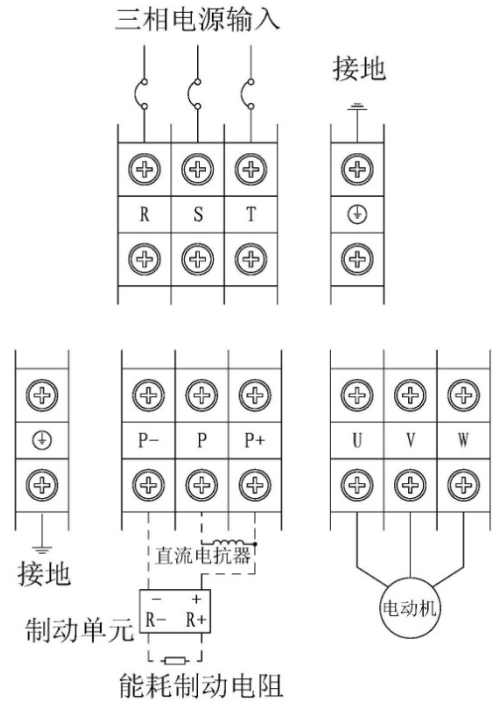 三相电源输入
接地
R S T
P- P P+ U V W
直流电抗器
接地
- +
R- R+
制动单元
电动机
能耗制动电阻